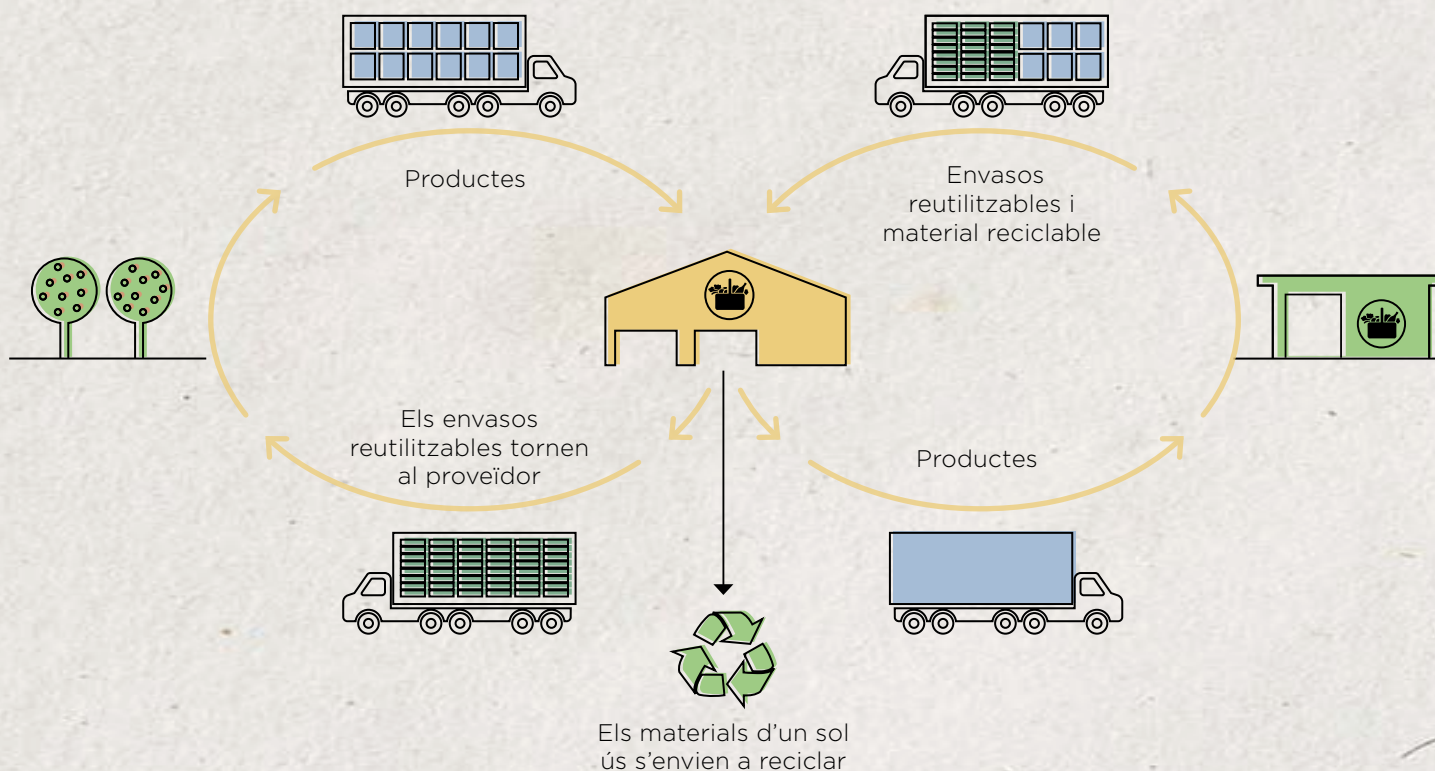 Productes
Envasos
reutilitzables i
material reciclable
Els envasos
reutilitzables tornen
al proveïdor
Productes
Els materials d’un sol
ús s’envien a reciclar